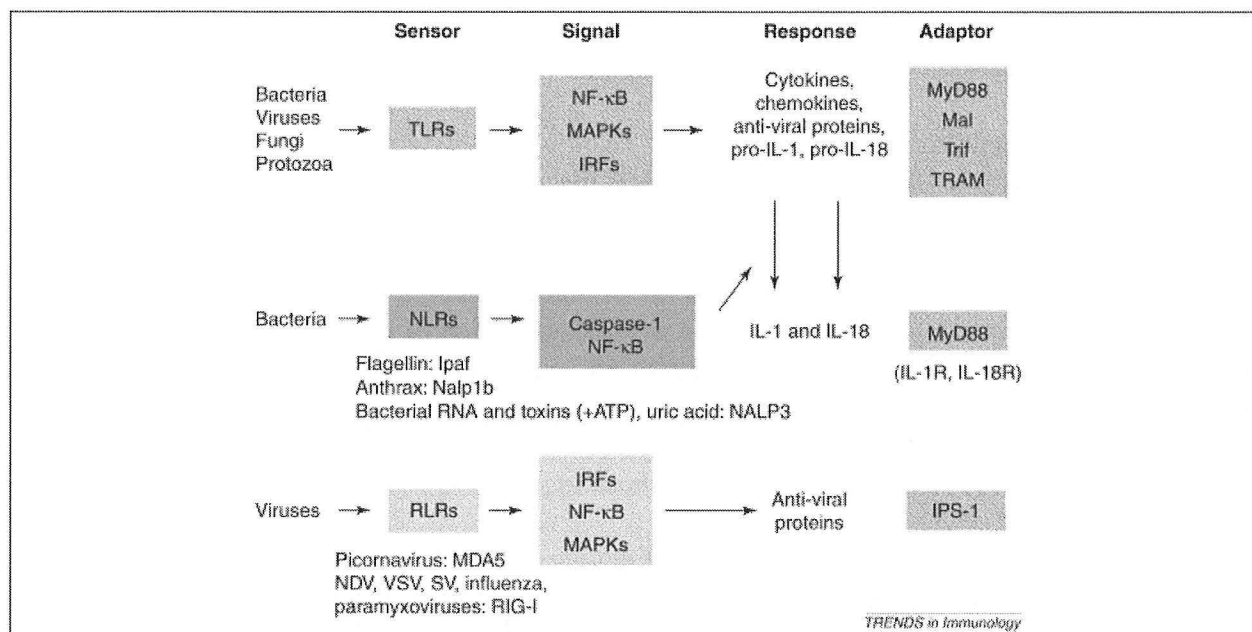 Sensor
Signal
Response
Adaptor
Bacteria
Viruses
Fungi
Protozoa
TLRs
NF-κB
MAPKs
IRFs
Cytokines,
chemokines,
anti-viral proteins,
pro-IL-1, pro-IL-18
MyD88
Mal
Trif
TRAM
Bacteria
NLRs
Caspase-1
NF-κB
IL-1 and IL-18
MyD88
(IL-1R, IL-18R)
Flagellin: Ipaf
Anthrax: Nalp1b
Bacterial RNA and toxins (+ATP), uric acid: NALP3
Viruses
RLRs
IRFs
NF-κB
MAPKs
Anti-viral
proteins
IPS-1
Picornavirus: MDA5
NDV, VSV, SV, influenza,
paramyxoviruses: RIG-I
TRENDS in Immunology